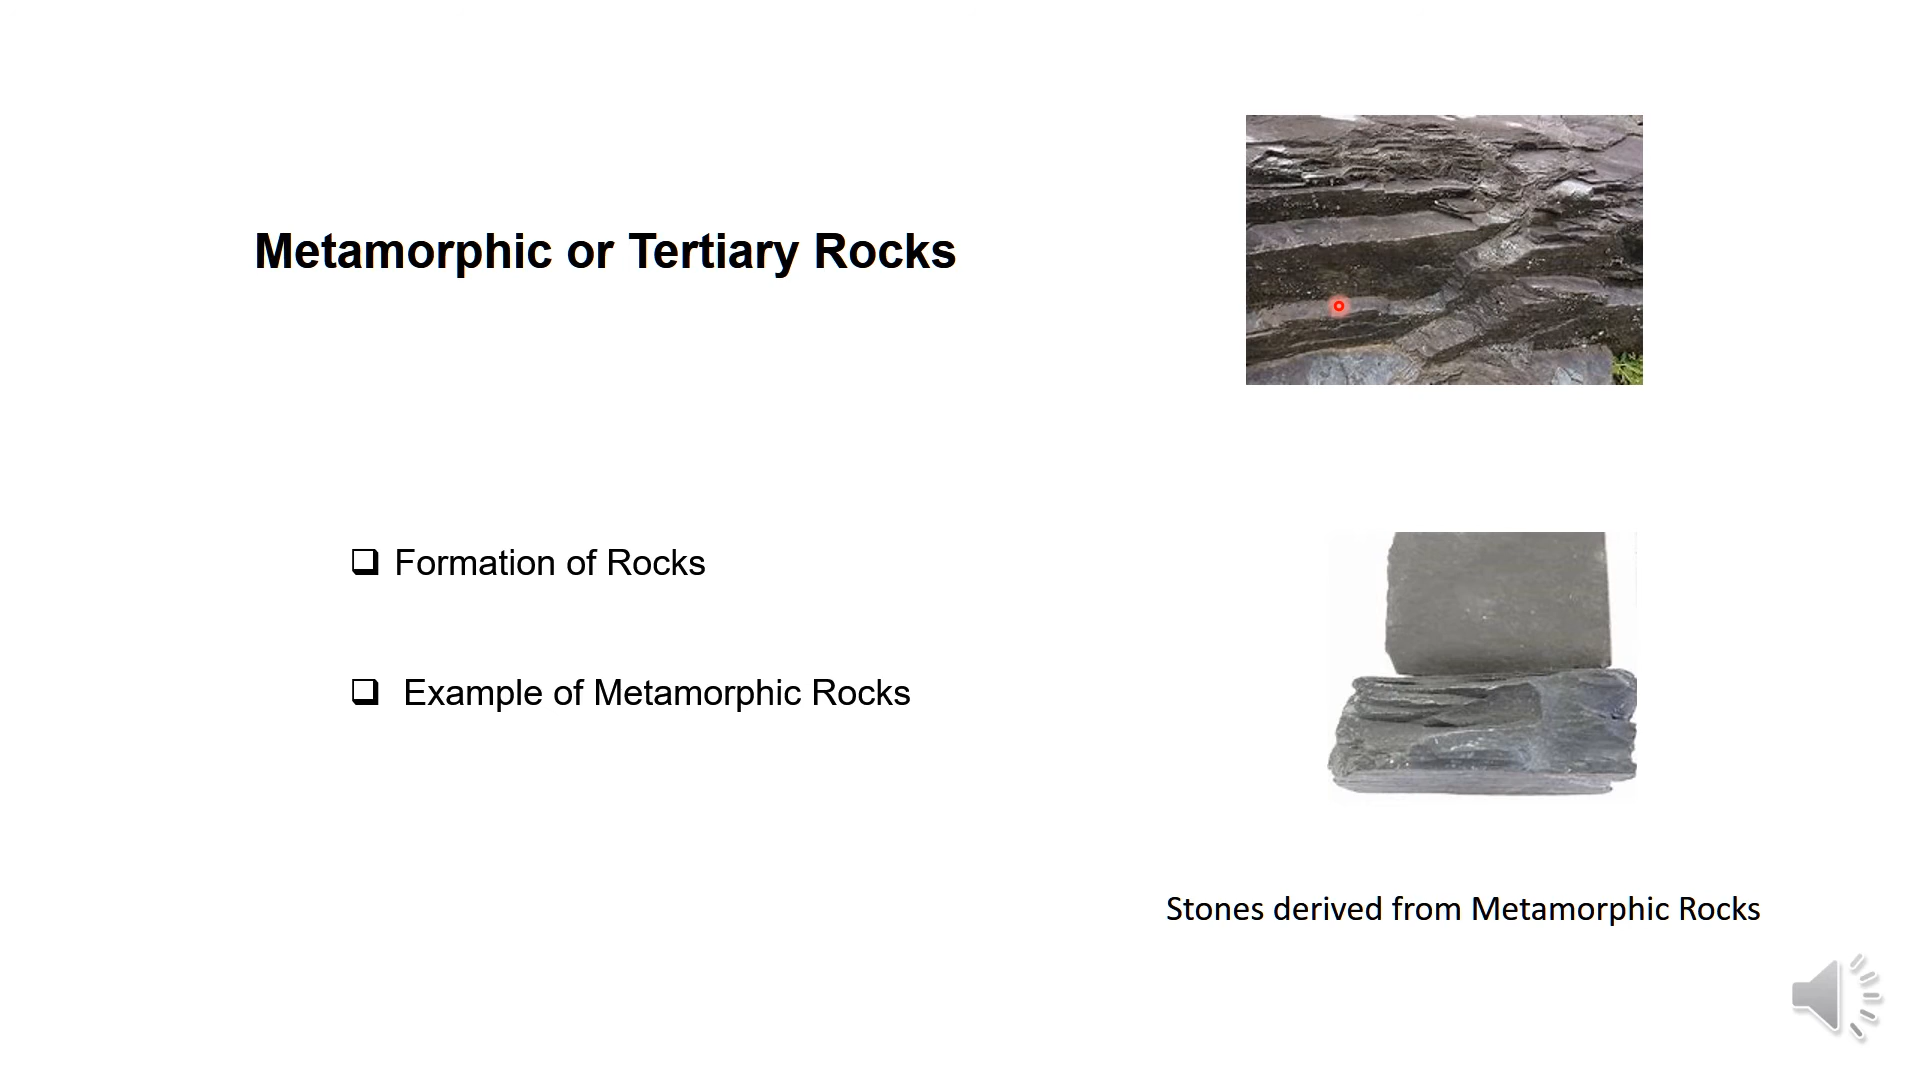 Metamorphic or Tertiary Rocks
Formation of Rocks
Example of Metamorphic Rocks
Stones derived from Metamorphic Rocks